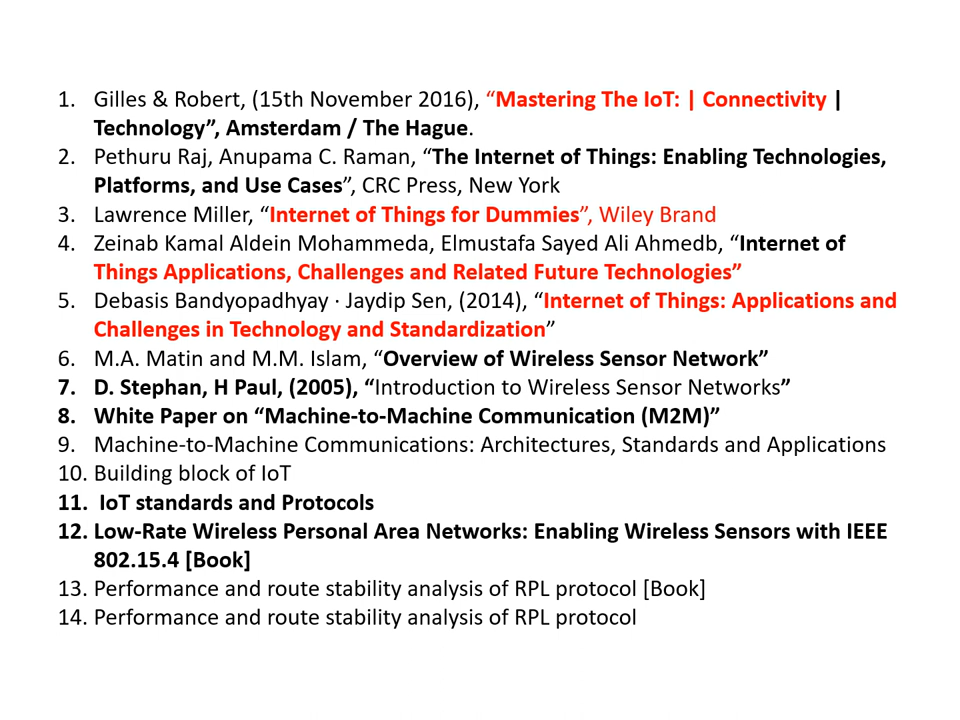 1. Gilles & Robert, (15th November 2016), “Mastering The IoT: | Connectivity |
Technology”, Amsterdam / The Hague.
2. Pethuru Raj, Anupama C. Raman, “The Internet of Things: Enabling Technologies,
Platforms, and Use Cases”, CRC Press, New York
3. Lawrence Miller, “Internet of Things for Dummies”, Wiley Brand
4. Zeinab Kamal Aldein Mohammeda, Elmustafa Sayed Ali Ahmedb, “Internet of
Things Applications, Challenges and Related Future Technologies”
5. Debasis Bandyopadhyay · Jaydip Sen, (2014), “Internet of Things: Applications and
Challenges in Technology and Standardization”
6. M.A. Matin and M.M. Islam, “Overview of Wireless Sensor Network”
7. D. Stephan, H Paul, (2005), “Introduction to Wireless Sensor Networks”
8. White Paper on “Machine-to-Machine Communication (M2M)”
9. Machine-to-Machine Communications: Architectures, Standards and Applications
10. Building block of IoT
11. IoT standards and Protocols
12. Low-Rate Wireless Personal Area Networks: Enabling Wireless Sensors with IEEE
802.15.4 [Book]
13. Performance and route stability analysis of RPL protocol [Book]
14. Performance and route stability analysis of RPL protocol